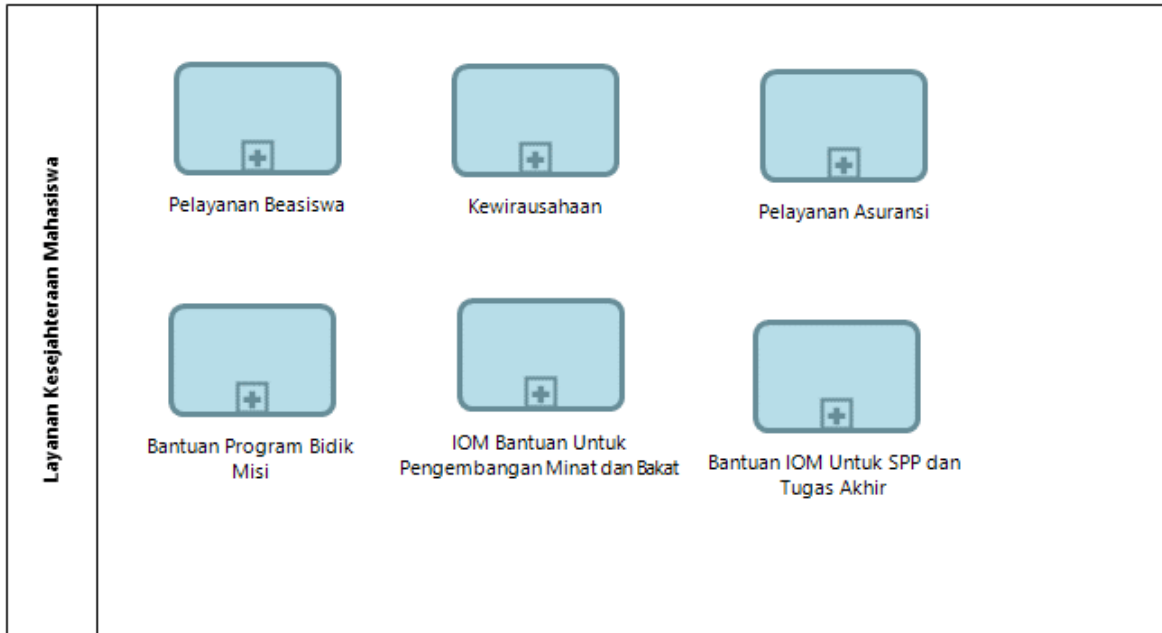 Layanan Kesejahteraan Mahasiswa
Pelayanan Beasiswa
Kewirausahaan
Pelayanan Asuransi
Bantuan Program Bidik
Misi
IOM Bantuan Untuk
Pengembangan Minat dan Bakat
Bantuan IOM Untuk SPP dan
Tugas Akhir